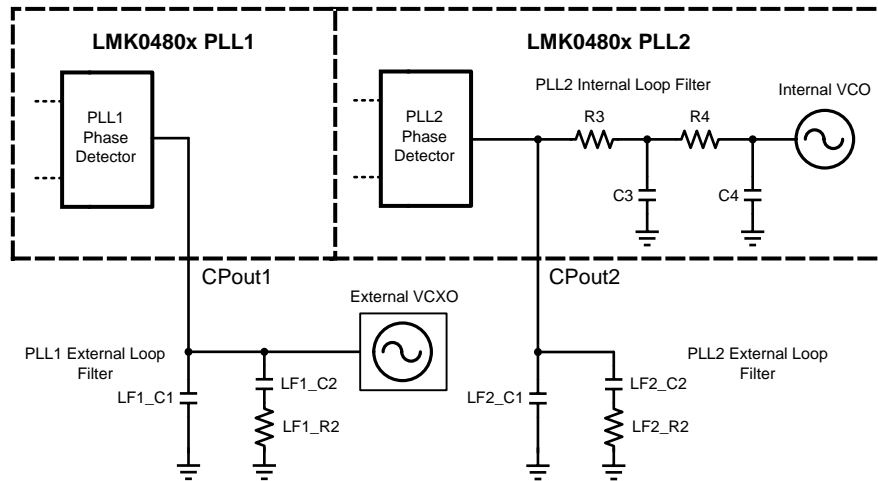 LMK0480x PLL1
LMK0480x PLL2
PLL1
Phase
Detector
PLL2
Phase
Detector
PLL2 Internal Loop Filter
Internal VCO
R3
R4
C3
C4
CPout1
CPout2
External VCXO
PLL1 External Loop
Filter
LF1_C1
LF1_C2
LF1_R2
LF2_C1
LF2_C2
LF2_R2
PLL2 External Loop
Filter